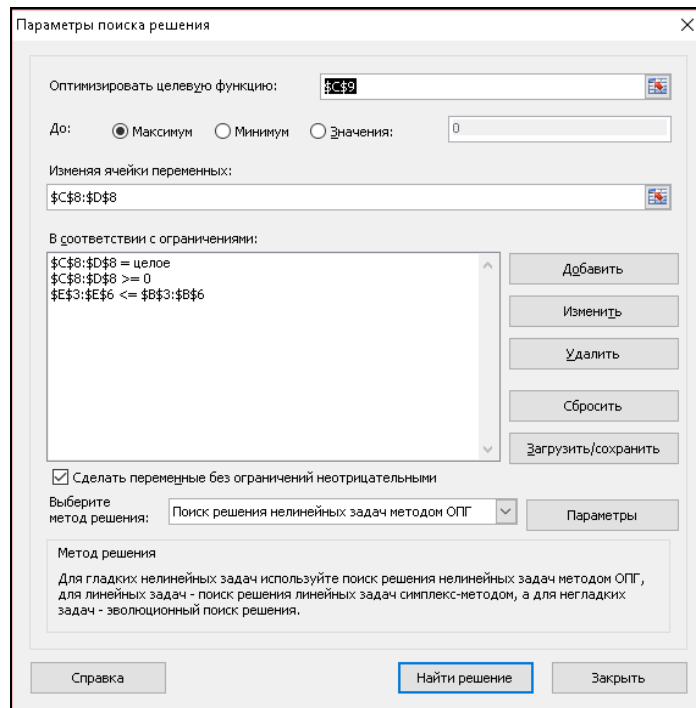 Параметры поиска решения
Оптимизировать целевую функцию:
$C$9
До:
Максимум
Минимум
Значения:
0
Изменяя ячейки переменных:
$C$8:$D$8
В соответствии с ограничениями:
$C$8:$D$8 = целое
$C$8:$D$8 >= 0
$E$3:$E$6 <= $B$3:$B$6
Добавить
Изменить
Удалить
Сбросить
Загрузить/сохранить
Сделать переменные без ограничений неотрицательными
Выберите
метод решения:
Поиск решения нелинейных задач методом ОПГ
Параметры
Метод решения
Для гладких нелинейных задач используйте поиск решения нелинейных задач методом ОПГ,
для линейных задач - поиск решения линейных задач симплекс-методом, а для негладких
задач - эволюционный поиск решения.
Справка
Найти решение
Закрыть